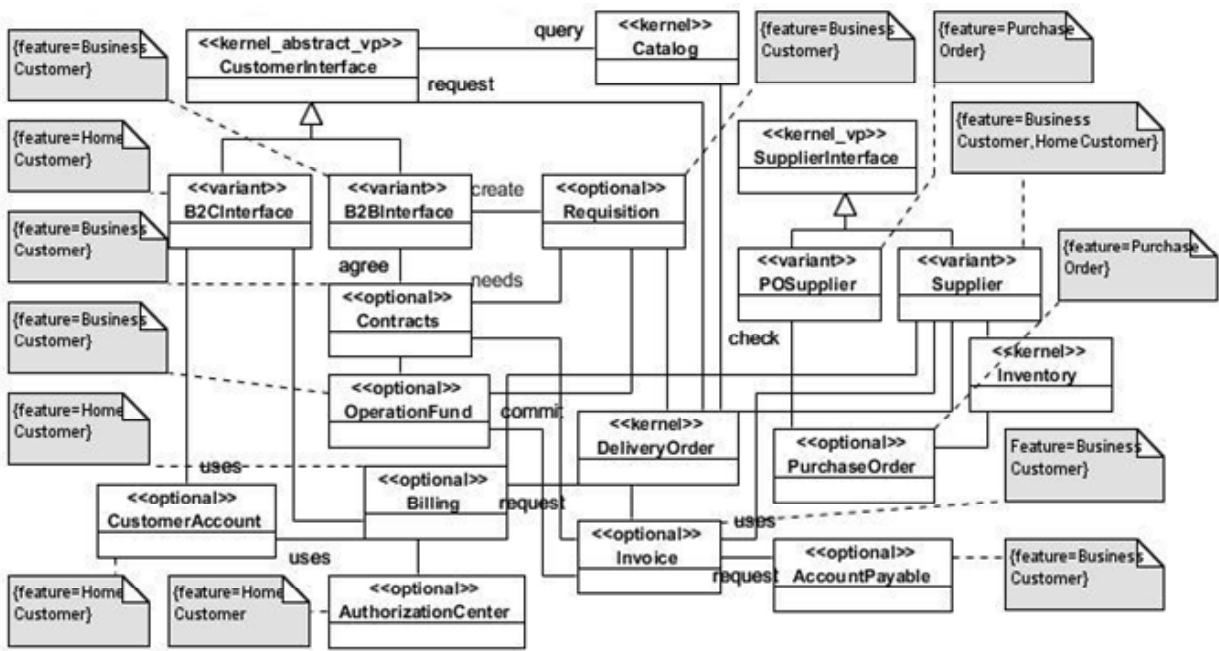 {feature=Business
Customer}
<<kernel_abstract_vp>>
CustomerInterface
query
<<kernel>>
Catalog
{feature=Business
Customer}
{feature=Purchase
Order}
request
{feature=Home
Customer}
<<kernel_vp>>
SupplierInterface
{feature=Business
Customer,Home Customer}
<<variant>>
B2CInterface
<<variant>>
B2BInterface
create
<<optional>>
Requisition
{feature=Business
Customer}
agree
needs
<<variant>>
POSupplier
<<variant>>
Supplier
{feature=Purchase
Order}
<<optional>>
Contracts
{feature=Business
Customer}
check
<<kernel>>
Inventory
<<optional>>
OperationFund
commit
{feature=Home
Customer}
<<kernel>>
DeliveryOrder
<<optional>>
PurchaseOrder
Feature=Business
Customer}
uses
<<optional>>
CustomerAccount
<<optional>>
Billing
request
uses
<<optional>>
Invoice
uses
request
<<optional>>
AccountPayable
{feature=Business
Customer}
{feature=Home
Customer}
{feature=Home
Customer
<<optional>>
AuthorizationCenter